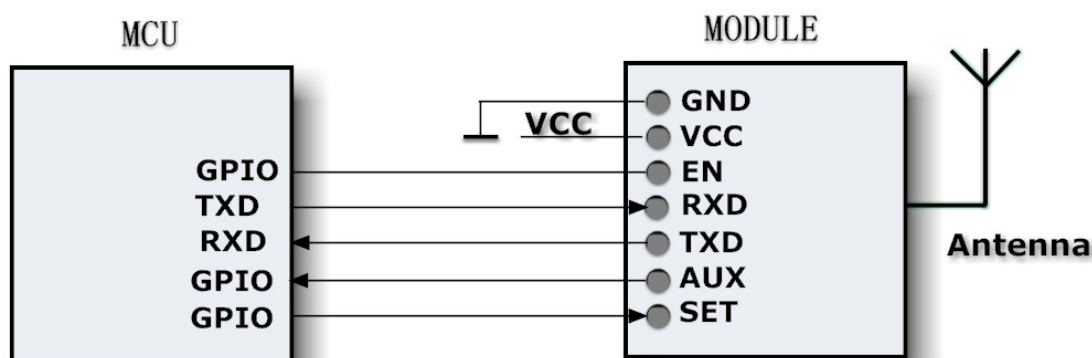 MCU
MODULE
GND
VCC
VCC
GPIO
EN
TXD
RXD
RXD
TXD
Antenna
GPIO
AUX
GPIO
SET